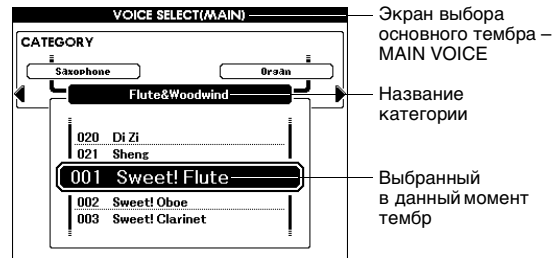 VOICE SELECT(MAIN)
CATEGORY
Saxophone
Organ
Flute&Woodwind
020 Di Zi
021 Sheng
001 Sweet! Flute
002 Sweet! Oboe
003 Sweet! Clarinet
Экран выбора
основного тембра –
MAIN VOICE
Название
категории
Выбранный
в данный момент
тембр